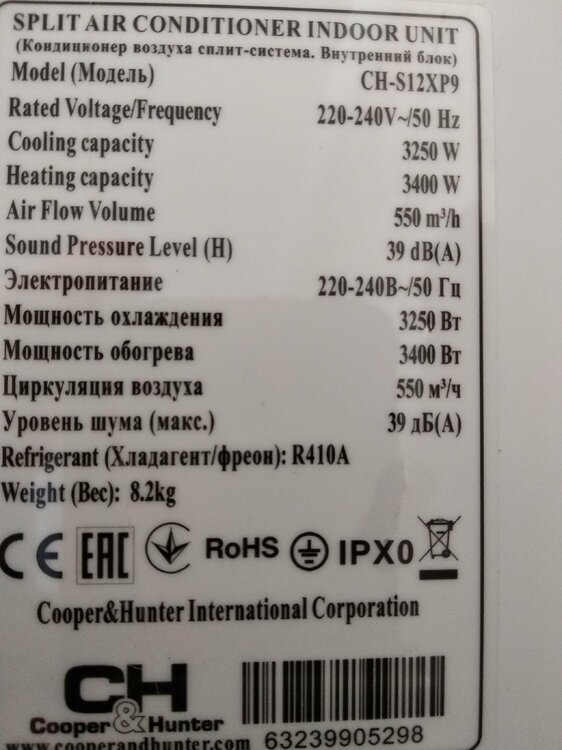 SPLIT AIR CONDITIONER INDOOR UNIT
(Кондиционер воздуха сплит-система. Внутренний блок)
Model (Модель) CH-S12XP9
Rated Voltage/Frequency 220-240V~/50 Hz
Cooling capacity 3250 W
Heating capacity 3400 W
Air Flow Volume 550 m³/h
Sound Pressure Level (H) 39 dB(A)
Электропитание 220-240В~/50 Гц
Мощность охлаждения 3250 Вт
Мощность обогрева 3400 Вт
Циркуляция воздуха 550 м³/ч
Уровень шума (макс.) 39 дБ(А)
Refrigerant (Хладагент/фреон): R410A
Weight (Вес): 8.2kg
CE EAC RoHS IPX0
Cooper&Hunter International Corporation
CH
Cooper&Hunter
www.cooperandhunter.com 63239905298